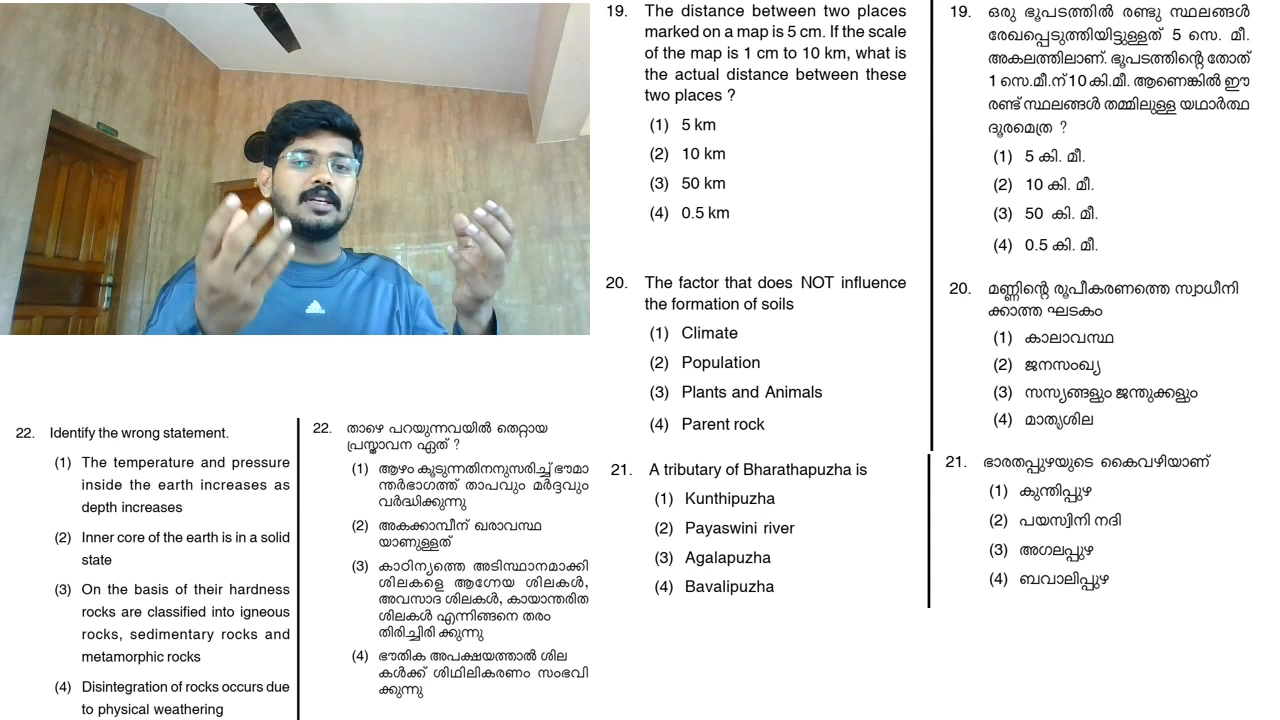 19. The distance between two places
marked on a map is 5 cm. If the scale
of the map is 1 cm to 10 km, what is
the actual distance between these
two places ?
(1) 5 km
(2) 10 km
(3) 50 km
(4) 0.5 km
20. The factor that does NOT influence
the formation of soils
(1) Climate
(2) Population
(3) Plants and Animals
(4) Parent rock
21. A tributary of Bharathapuzha is
(1) Kunthipuzha
(2) Payaswini river
(3) Agalapuzha
(4) Bavalipuzha
19. ഒരു ഭൂപടത്തിൽ രണ്ടു സ്ഥലങ്ങൾ
രേഖപ്പെടുത്തിയിട്ടുള്ളത് 5 സെ. മീ.
അകലത്തിലാണ്. ഭൂപടത്തിന്റെ തോത്
1 സെ.മീ.ന് 10 കി.മീ. ആണെങ്കിൽ ഈ
രണ്ട് സ്ഥലങ്ങൾ തമ്മിലുള്ള യഥാർത്ഥ
ദൂരമെത്ര ?
(1) 5 കി. മീ.
(2) 10 കി. മീ.
(3) 50 കി. മീ.
(4) 0.5 കി. മീ.
20. മണ്ണിന്റെ രൂപീകരണത്തെ സ്വാധീനി
ക്കാത്ത ഘടകം
(1) കാലാവസ്ഥ
(2) ജനസംഖ്യ
(3) സസ്യങ്ങളും ജന്തുക്കളും
(4) മാതൃശില
21. ഭാരതപ്പുഴയുടെ കൈവഴിയാണ്
(1) കുന്തിപ്പുഴ
(2) പയസ്വിനി നദി
(3) അഗലപ്പുഴ
(4) ബവാലിപ്പുഴ
22. Identify the wrong statement.
(1) The temperature and pressure
inside the earth increases as
depth increases
(2) Inner core of the earth is in a solid
state
(3) On the basis of their hardness
rocks are classified into igneous
rocks, sedimentary rocks and
metamorphic rocks
(4) Disintegration of rocks occurs due
to physical weathering
22. താഴെ പറയുന്നവയിൽ തെറ്റായ
പ്രസ്താവന ഏത് ?
(1) ആഴം കൂടുന്നതിനനുസരിച്ച് ഭൗമാ
ന്തർഭാഗത്ത് താപവും മർദ്ദവും
വർദ്ധിക്കുന്നു
(2) അകക്കാമ്പിന് ഖരാവസ്ഥ
യാണുള്ളത്
(3) കാഠിന്യത്തെ അടിസ്ഥാനമാക്കി
ശിലകളെ ആഗ്നേയ ശിലകൾ,
അവസാദ ശിലകൾ, കായാന്തരിത
ശിലകൾ എന്നിങ്ങനെ തരം
തിരിച്ചിരി ക്കുന്നു
(4) ഭൗതിക അപക്ഷയത്താൽ ശില
കൾക്ക് ശിഥിലീകരണം സംഭവി
ക്കുന്നു